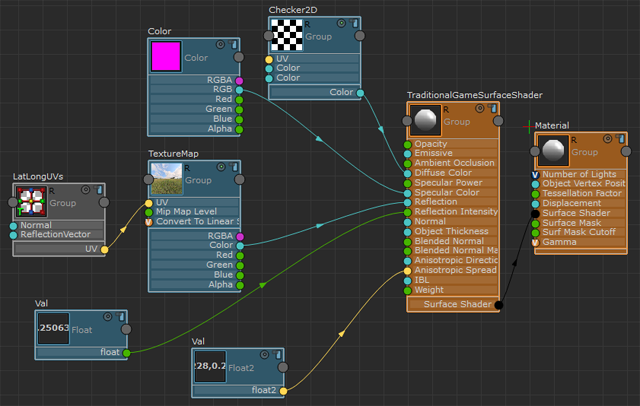 Color
R
Color
RGBA
RGB
Red
Green
Blue
Alpha
Checker2D
R
Group
UV
Color
Color
Color
TraditionalGameSurfaceShader
R
Group
Opacity
Emissive
Ambient Occlusion
Diffuse Color
Specular Power
Specular Color
Reflection
Reflection Intensity
Normal
Object Thickness
Blended Normal
Blended Normal Ma
Anisotropic Directic
Anisotropic Spread
IBL
Weight
Surface Shader
Material
R
Group
Number of Lights
Object Vertex Posit
Tessellation Factor
Displacement
Surface Shader
Surface Mask
Surf Mask Cutoff
Gamma
LatLongUVs
R
Group
Normal
ReflectionVector
UV
TextureMap
R
Group
UV
Mip Map Level
Convert To Linear
RGBA
Color
Red
Green
Blue
Alpha
Val
.25063
Float
float
Val
228,0.2
Float2
float2